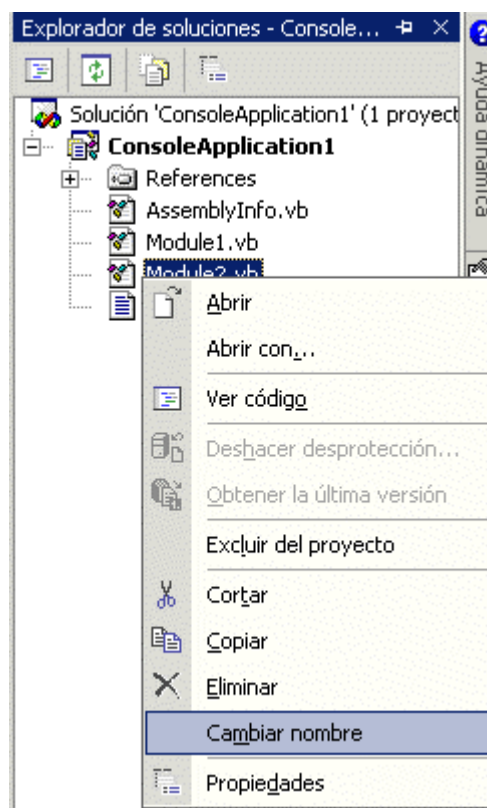 Explorador de soluciones - Console...
Solución 'ConsoleApplication1' (1 proyect
ConsoleApplication1
References
AssemblyInfo.vb
Module1.vb
Module2.vb
Abrir
Abrir con...
Ver código
Deshacer desprotección...
Obtener la última versión
Excluir del proyecto
Cortar
Copiar
Eliminar
Cambiar nombre
Propiedades
Ayuda dinámica